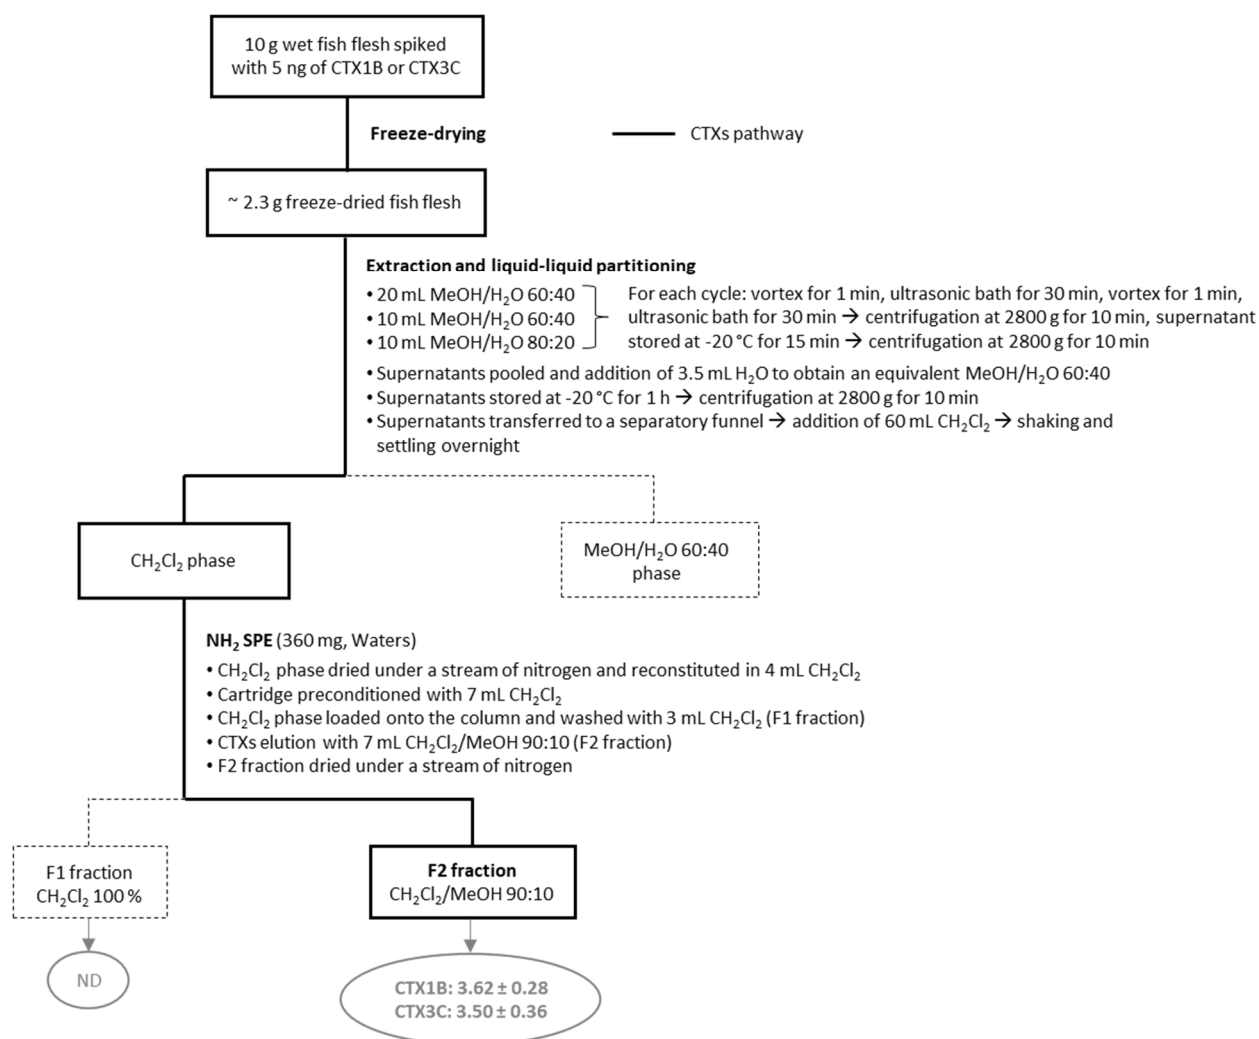 10 g wet fish flesh spiked
with 5 ng of CTX1B or CTX3C
Freeze-drying
CTXs pathway
~ 2.3 g freeze-dried fish flesh
Extraction and liquid-liquid partitioning
• 20 mL MeOH/H₂O 60:40
• 10 mL MeOH/H₂O 60:40
• 10 mL MeOH/H₂O 80:20
For each cycle: vortex for 1 min, ultrasonic bath for 30 min, vortex for 1 min,
ultrasonic bath for 30 min → centrifugation at 2800 g for 10 min, supernatant
stored at -20 °C for 15 min → centrifugation at 2800 g for 10 min
• Supernatants pooled and addition of 3.5 mL H₂O to obtain an equivalent MeOH/H₂O 60:40
• Supernatants stored at -20 °C for 1 h → centrifugation at 2800 g for 10 min
• Supernatants transferred to a separatory funnel → addition of 60 mL CH₂Cl₂ → shaking and
settling overnight
CH₂Cl₂ phase
MeOH/H₂O 60:40
phase
NH₂ SPE (360 mg, Waters)
• CH₂Cl₂ phase dried under a stream of nitrogen and reconstituted in 4 mL CH₂Cl₂
• Cartridge preconditioned with 7 mL CH₂Cl₂
• CH₂Cl₂ phase loaded onto the column and washed with 3 mL CH₂Cl₂ (F1 fraction)
• CTXs elution with 7 mL CH₂Cl₂/MeOH 90:10 (F2 fraction)
• F2 fraction dried under a stream of nitrogen
F1 fraction
CH₂Cl₂ 100 %
F2 fraction
CH₂Cl₂/MeOH 90:10
ND
CTX1B: 3.62 ± 0.28
CTX3C: 3.50 ± 0.36